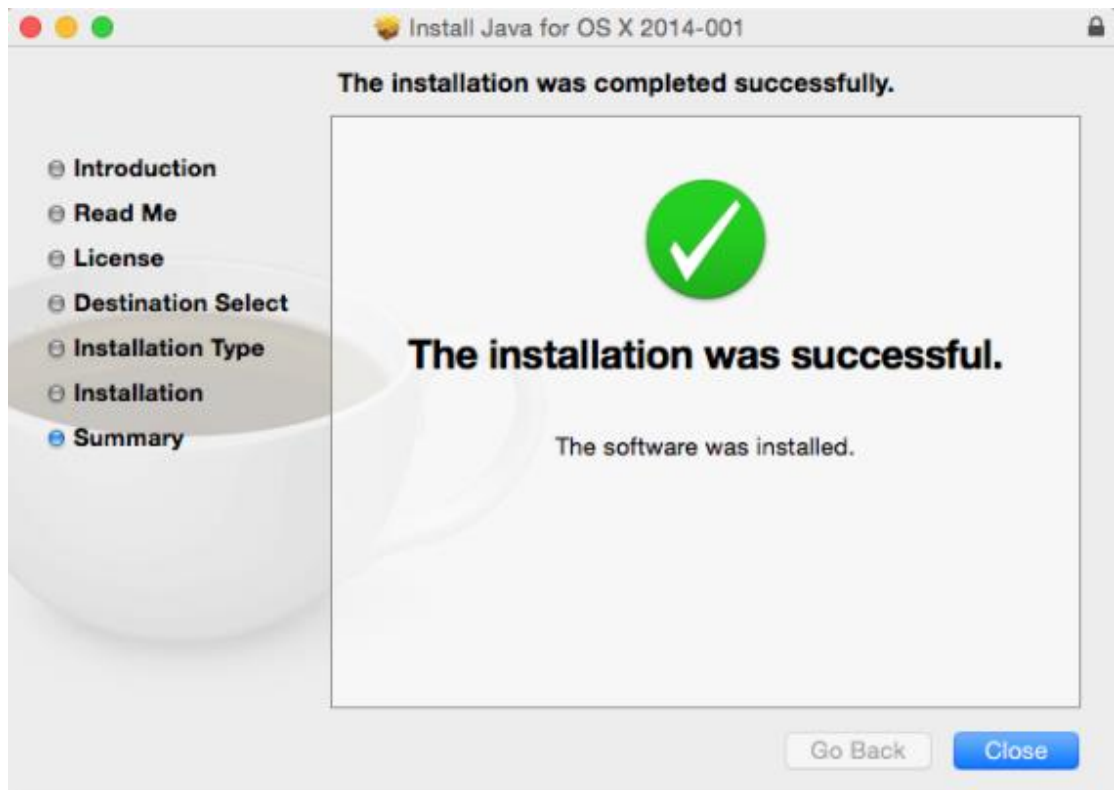 Install Java for OS X 2014-001
The installation was completed successfully.
Introduction
Read Me
License
Destination Select
Installation Type
Installation
Summary
The installation was successful.
The software was installed.
Go Back
Close